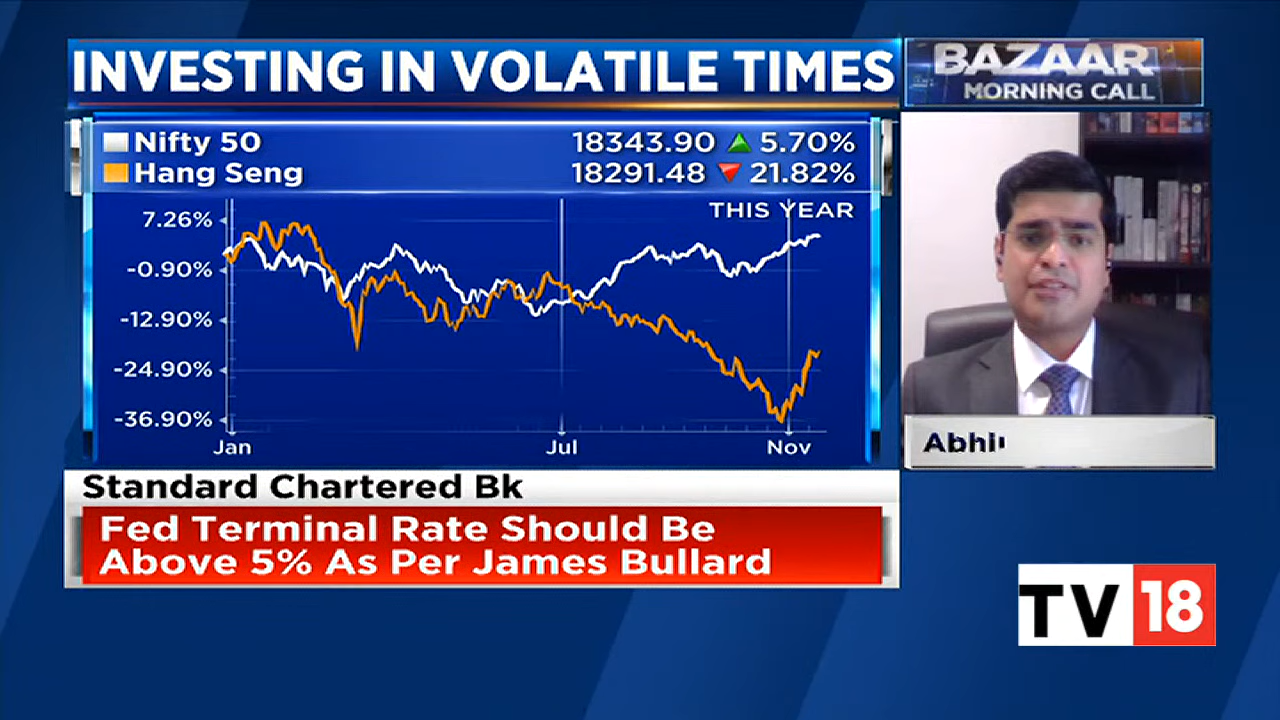 INVESTING IN VOLATILE TIMES
BAZAAR
MORNING CALL
Nifty 50 18343.90 5.70%
Hang Seng 18291.48 21.82%
THIS YEAR
7.26%
-0.90%
-12.90%
-24.90%
-36.90%
Jan Jul Nov
Abhi
Standard Chartered Bk
Fed Terminal Rate Should Be
Above 5% As Per James Bullard
TV18